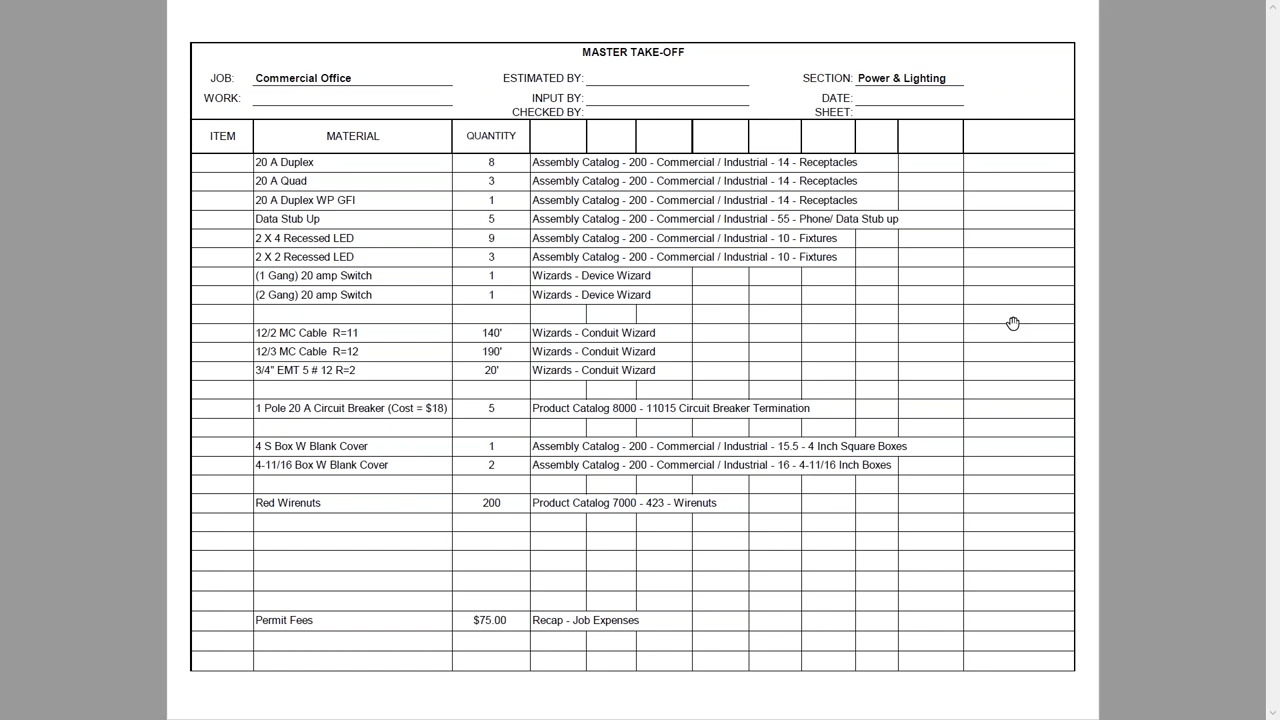 MASTER TAKE-OFF
JOB: Commercial Office ESTIMATED BY: SECTION: Power & Lighting
WORK: INPUT BY: DATE:
CHECKED BY: SHEET:
ITEM MATERIAL QUANTITY
20 A Duplex 8 Assembly Catalog - 200 - Commercial / Industrial - 14 - Receptacles
20 A Quad 3 Assembly Catalog - 200 - Commercial / Industrial - 14 - Receptacles
20 A Duplex WP GFI 1 Assembly Catalog - 200 - Commercial / Industrial - 14 - Receptacles
Data Stub Up 5 Assembly Catalog - 200 - Commercial / Industrial - 55 - Phone/ Data Stub up
2 X 4 Recessed LED 9 Assembly Catalog - 200 - Commercial / Industrial - 10 - Fixtures
2 X 2 Recessed LED 3 Assembly Catalog - 200 - Commercial / Industrial - 10 - Fixtures
(1 Gang) 20 amp Switch 1 Wizards - Device Wizard
(2 Gang) 20 amp Switch 1 Wizards - Device Wizard
12/2 MC Cable R=11 140' Wizards - Conduit Wizard
12/3 MC Cable R=12 190' Wizards - Conduit Wizard
3/4" EMT 5 # 12 R=2 20' Wizards - Conduit Wizard
1 Pole 20 A Circuit Breaker (Cost = $18) 5 Product Catalog 8000 - 11015 Circuit Breaker Termination
4 S Box W Blank Cover 1 Assembly Catalog - 200 - Commercial / Industrial - 15.5 - 4 Inch Square Boxes
4-11/16 Box W Blank Cover 2 Assembly Catalog - 200 - Commercial / Industrial - 16 - 4-11/16 Inch Boxes
Red Wirenuts 200 Product Catalog 7000 - 423 - Wirenuts
Permit Fees $75.00 Recap - Job Expenses